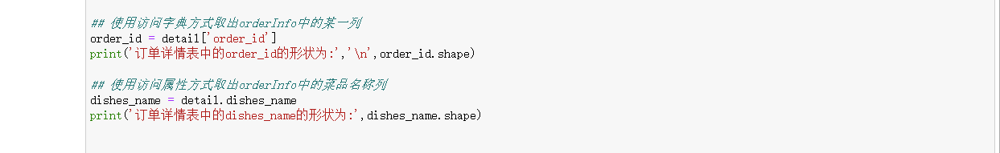 ## 使用访问字典方式取出orderInfo中的某一列
order_id = detail['order_id']
print('订单详情表中的order_id的形状为:','\n',order_id.shape)
## 使用访问属性方式取出orderInfo中的菜品名称列
dishes_name = detail.dishes_name
print('订单详情表中的dishes_name的形状为:',dishes_name.shape)